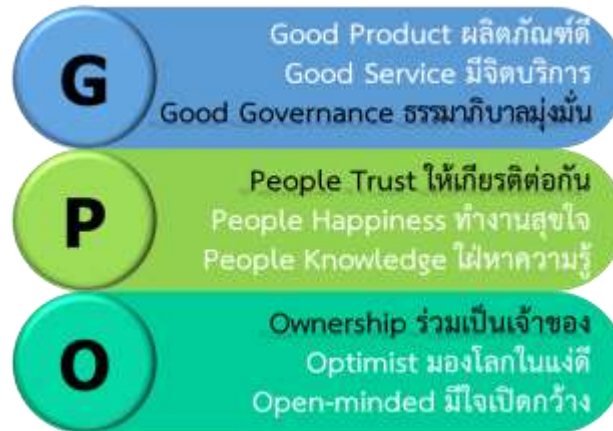 G
Good Product ผลิตภัณฑ์ดี
Good Service มีจิตบริการ
Good Governance ธรรมาภิบาลมุ่งมั่น
P
People Trust ให้เกียรติต่อกัน
People Happiness ทำงานสุขใจ
People Knowledge ใฝ่หาความรู้
O
Ownership ร่วมเป็นเจ้าของ
Optimist มองโลกในแง่ดี
Open-minded มีใจเปิดกว้าง